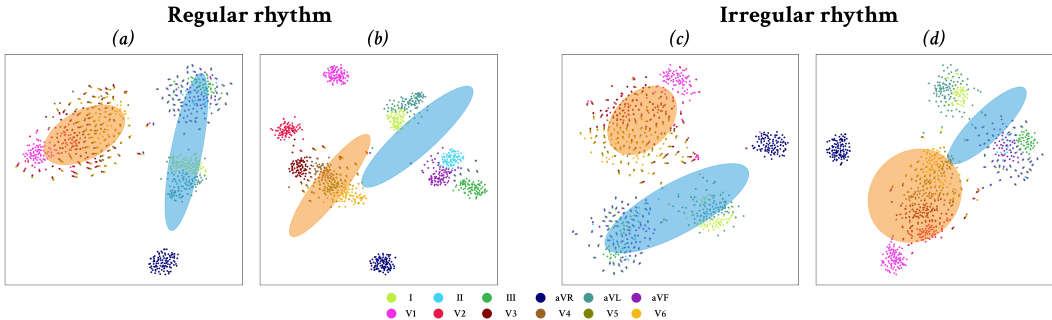 Regular rhythm Irregular rhythm
(a) (b) (c) (d)
I II III aVR aVL aVF
V1 V2 V3 V4 V5 V6